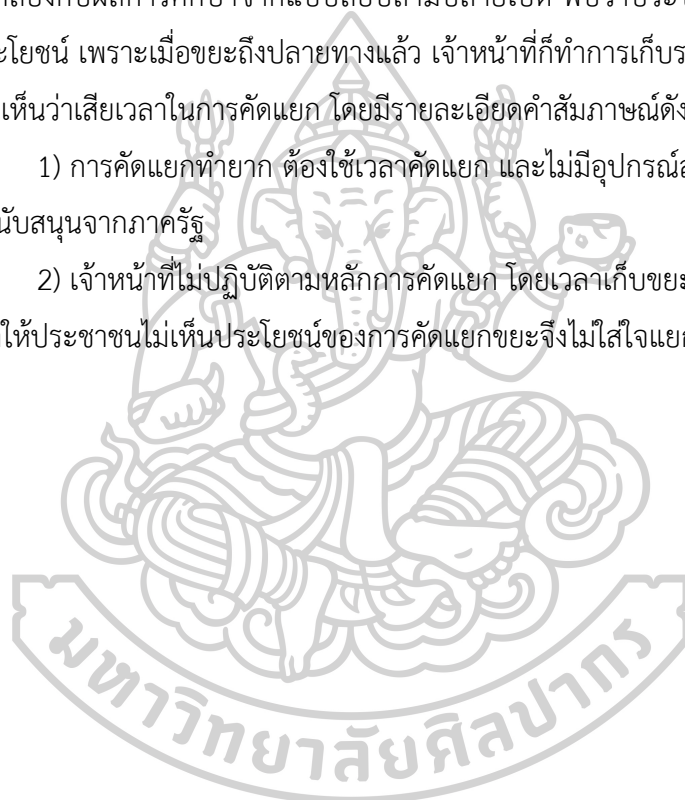 ะโยชน์ เพราะเมื่อขยะถึงปลายทางแล้ว เจ้าหน้าที่ก็ทำการเก็บร
เห็นว่าเสียเวลาในการคัดแยก โดยมีรายละเอียดคำสัมภาษณ์ดัง
1) การคัดแยกทำยาก ต้องใช้เวลาคัดแยก และไม่มีอุปกรณ์ส
นับสนุนจากภาครัฐ
2) เจ้าหน้าที่ไม่ปฏิบัติตามหลักการคัดแยก โดยเวลาเก็บขยะ
ให้ประชาชนไม่เห็นประโยชน์ของการคัดแยกขยะจึงไม่ใส่ใจแยก
มหาวิทยาลัยศิลปากร